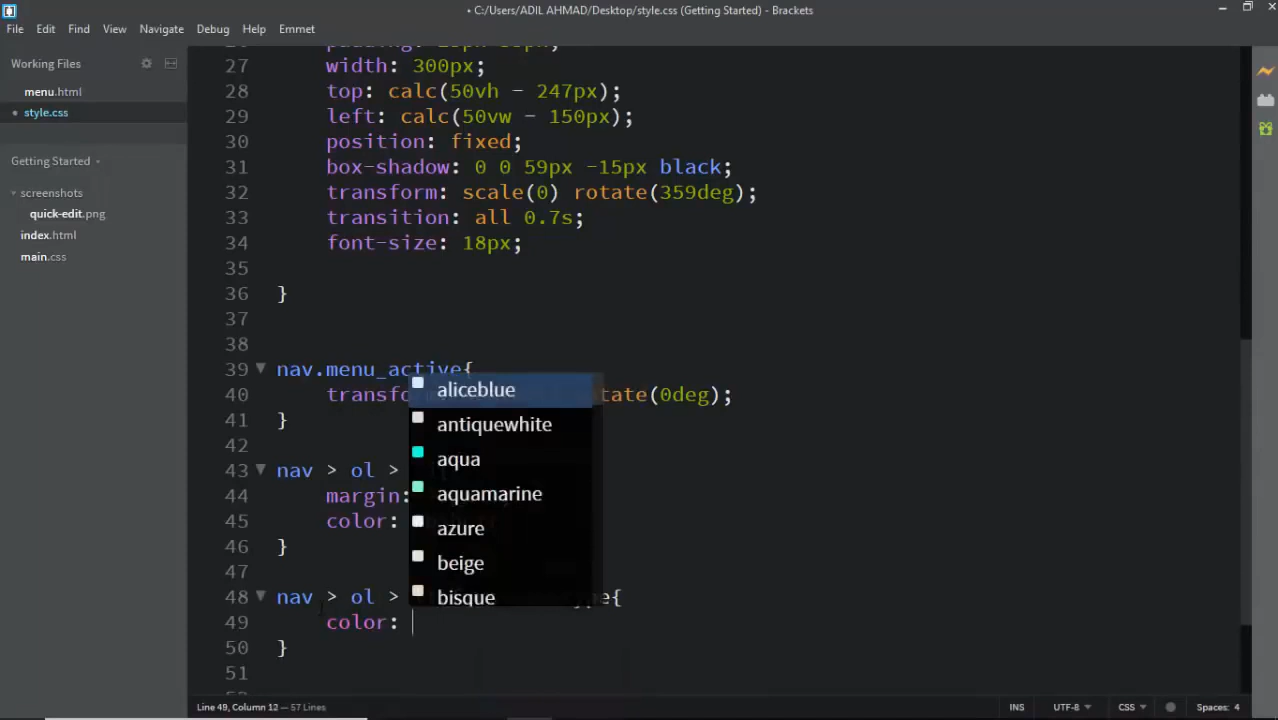 • C:/Users/ADIL AHMAD/Desktop/style.css (Getting Started) - Brackets
File Edit Find View Navigate Debug Help Emmet
Working Files
menu.html
• style.css
Getting Started
screenshots
quick-edit.png
index.html
main.css
27 width: 300px;
28 top: calc(50vh - 247px);
29 left: calc(50vw - 150px);
30 position: fixed;
31 box-shadow: 0 0 59px -15px black;
32 transform: scale(0) rotate(359deg);
33 transition: all 0.7s;
34 font-size: 18px;
35
36 }
37
38
39 nav.menu_active{
40 (0deg);
41 }
42
43 nav > ol >
44 margin:
45 color:
46 }
47
48 nav > ol > {
49 color:
50 }
51
aliceblue
antiquewhite
aqua
aquamarine
azure
beige
bisque
Line 49, Column 12 — 57 Lines
INS UTF-8 CSS Spaces: 4